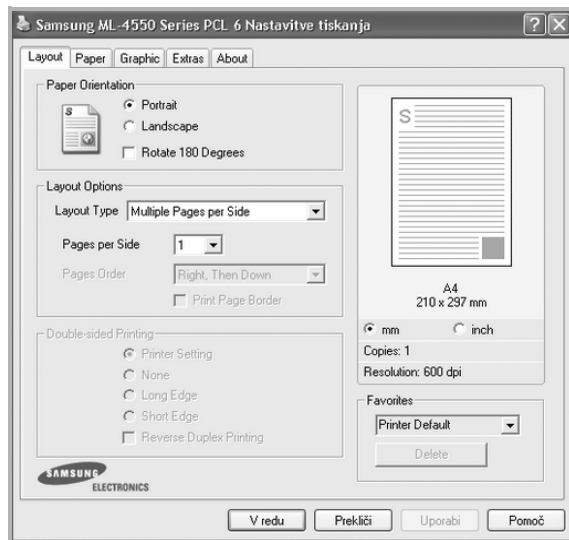 Samsung ML-4550 Series PCL 6 Nastavitve tiskanja
Layout Paper Graphic Extras About
Paper Orientation
S
Portrait
Landscape
Rotate 180 Degrees
Layout Options
Layout Type Multiple Pages per Side
Pages per Side 1
Pages Order Right, Then Down
Print Page Border
Double-sided Printing
Printer Setting
None
Long Edge
Short Edge
Reverse Duplex Printing
SAMSUNG
ELECTRONICS
S
A4
210 x 297 mm
mm inch
Copies: 1
Resolution: 600 dpi
Favorites
Printer Default
Delete
V redu Prekliči Uporabi Pomoč